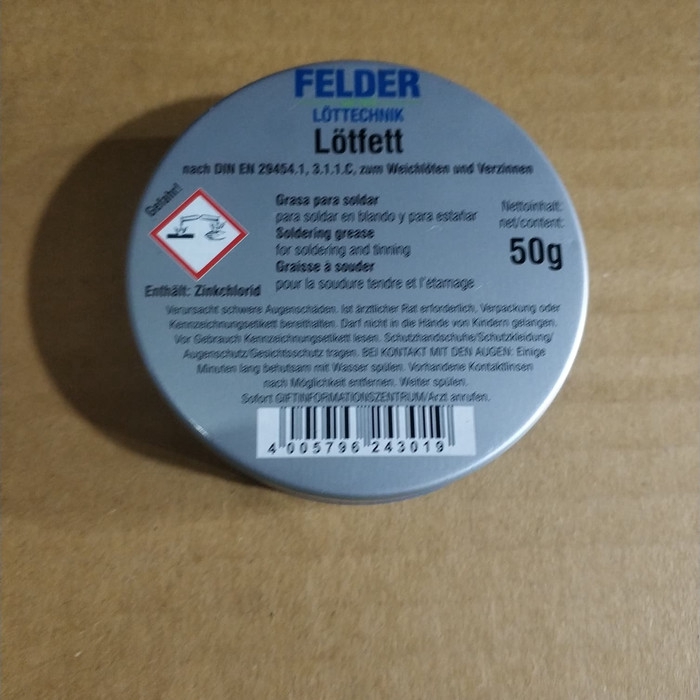 FELDER
LÖTTECHNIK
Lötfett
nach DIN EN 29454.1, 3.1.1.C, zum Weichlöten und Verzinnen
Gefahr!
Grasa para soldar
para soldar en blando y para estañar
Soldering grease
for soldering and tinning
Graisse à souder
pour la soudure tendre et l'étamage
Nettoinhalt:
net/content:
50g
Enthält: Zinkchlorid
Verursacht schwere Augenschäden. Ist ärztlicher Rat erforderlich, Verpackung oder
Kennzeichnungsetikett bereithalten. Darf nicht in die Hände von Kindern gelangen.
Vor Gebrauch Kennzeichnungsetikett lesen. Schutzhandschuhe/Schutzkleidung/
Augenschutz/Gesichtsschutz tragen. BEI KONTAKT MIT DEN AUGEN: Einige
Minuten lang behutsam mit Wasser spülen. Vorhandene Kontaktlinsen
nach Möglichkeit entfernen. Weiter spülen.
Sofort GIFTINFORMATIONSZENTRUM/Arzt anrufen.
4 005796 243019